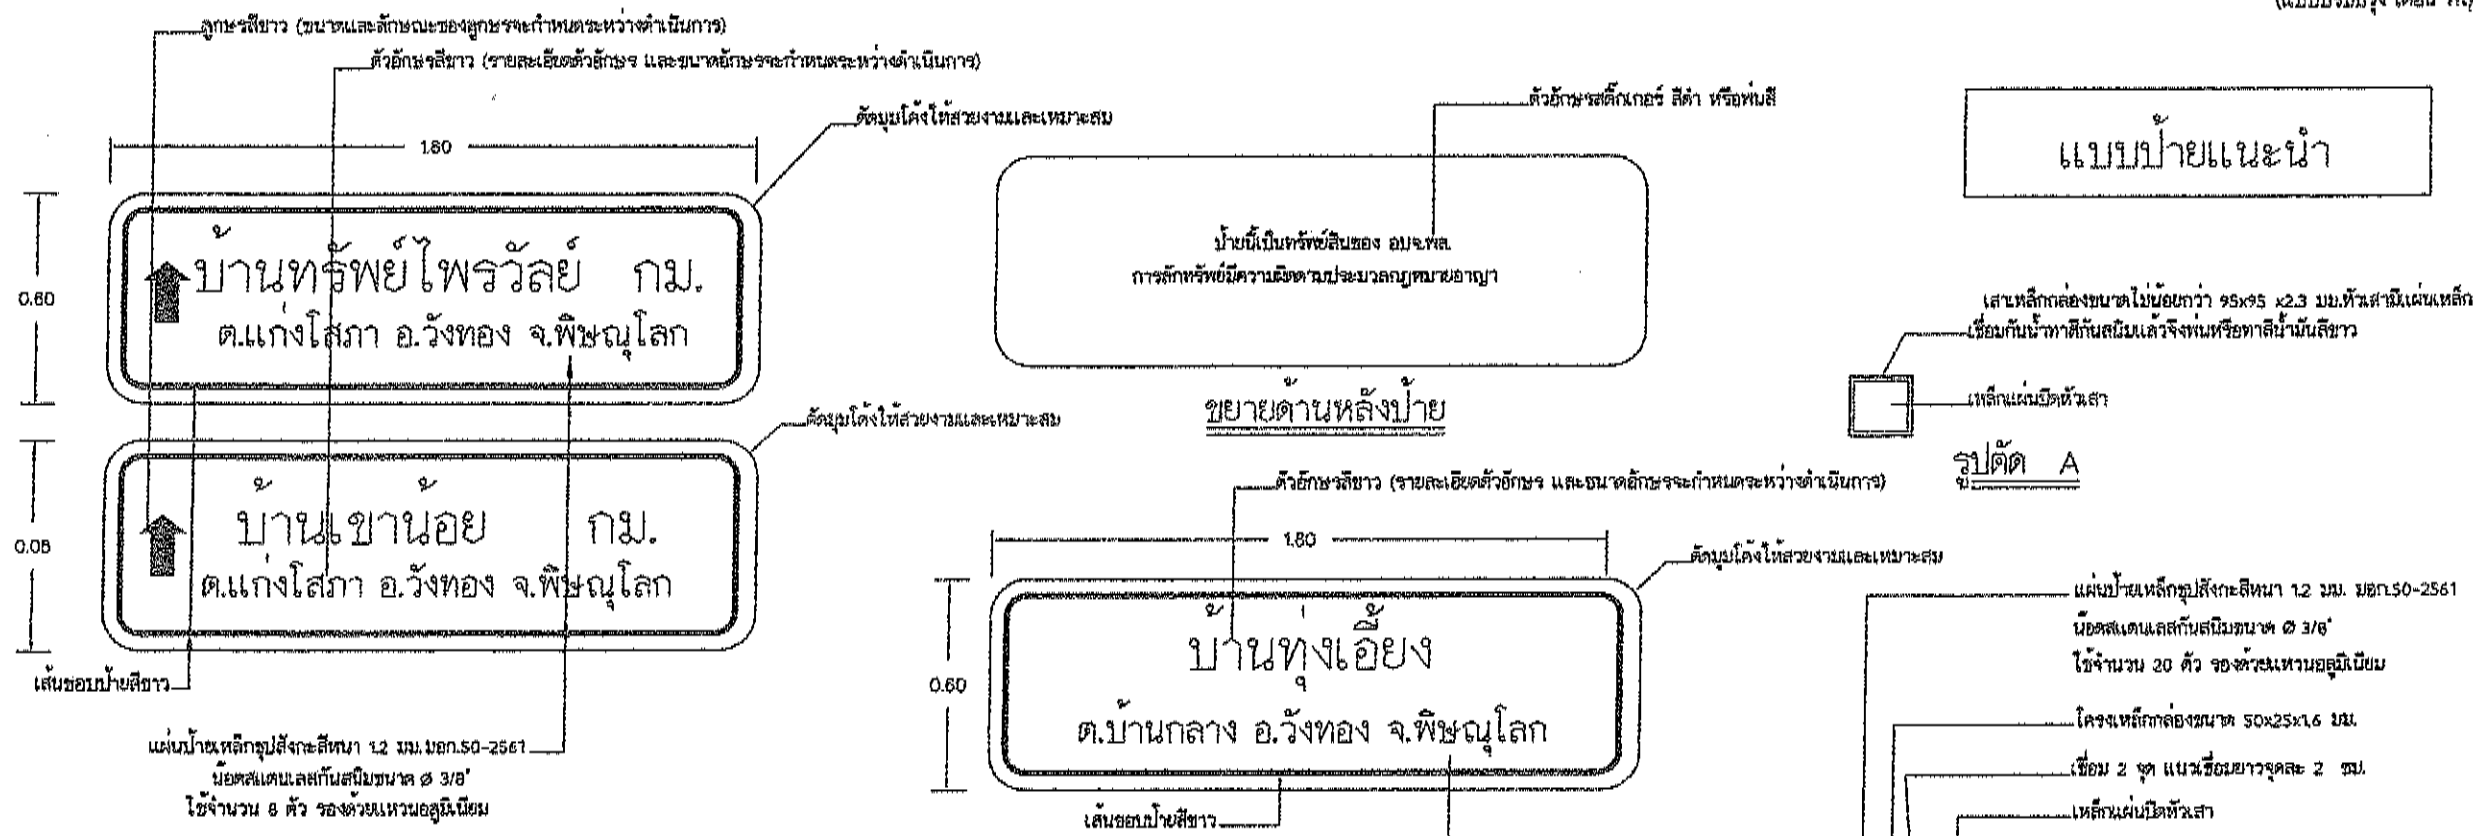 ลูกษรสีขาว (ขนาดและลักษณะของลูกษรจะกำหนดระหว่างดำเนินการ)
ตัวอักษรสีขาว (รายละเอียดตัวอักษร และขนาดอักษรจะกำหนดระหว่างดำเนินการ)
ตัดมุมโค้งให้สวยงามและเหมาะสม
1.80
0.60
บ้านทรัพย์ไพรวัลย์ กม.
ต.แก่งโสภา อ.วังทอง จ.พิษณุโลก
ตัดมุมโค้งให้สวยงามและเหมาะสม
0.05
บ้านเขาน้อย กม.
ต.แก่งโสภา อ.วังทอง จ.พิษณุโลก
เส้นขอบป้ายสีขาว
แผ่นป้ายเหล็กชุปสังกะสีหนา 1.2 มม.มอก.50-2561
น๊อตสแตนเลสกันสนิมขนาด Ø 3/8"
ใช้จำนวน 8 ตัว รองด้วยแหวนอลูมิเนียม
ตัวอักษรสติ๊กเกอร์ สีดำ หรือพ่นสี
ป้ายนี้เป็นทรัพย์สินของ อบจ.พล.
การลักทรัพย์มีความผิดตามประมวลกฎหมายอาญา
ขยายด้านหลังป้าย
ตัวอักษรสีขาว (รายละเอียดตัวอักษร และขนาดอักษรจะกำหนดระหว่างดำเนินการ)
1.80
ตัดมุมโค้งให้สวยงามและเหมาะสม
0.60
บ้านทุ่งเอี้ยง
ต.บ้านกลาง อ.วังทอง จ.พิษณุโลก
เส้นขอบป้ายสีขาว
แบบป้ายแนะนำ
เสาเหล็กกล่องขนาดไม่น้อยกว่า 95x95 x2.3 มม.หัวเสามีแผ่นเหล็ก
เชื่อมกันน้ำทาสีกันสนิมแล้วจึงพ่นหรือทาสีน้ำมันสีขาว
เหล็กแผ่นปิดหัวเสา
รูปตัด A
แผ่นป้ายเหล็กชุปสังกะสีหนา 1.2 มม. มอก.50-2561
น๊อตสแตนเลสกันสนิมขนาด Ø 3/8"
ใช้จำนวน 20 ตัว รองด้วยแหวนอลูมิเนียม
โครงเหล็กกล่องขนาด 50x25x1.6 มม.
เชื่อม 2 จุด แนวเชื่อมยาวจุดละ 2 ซม.
เหล็กแผ่นปิดหัวเสา